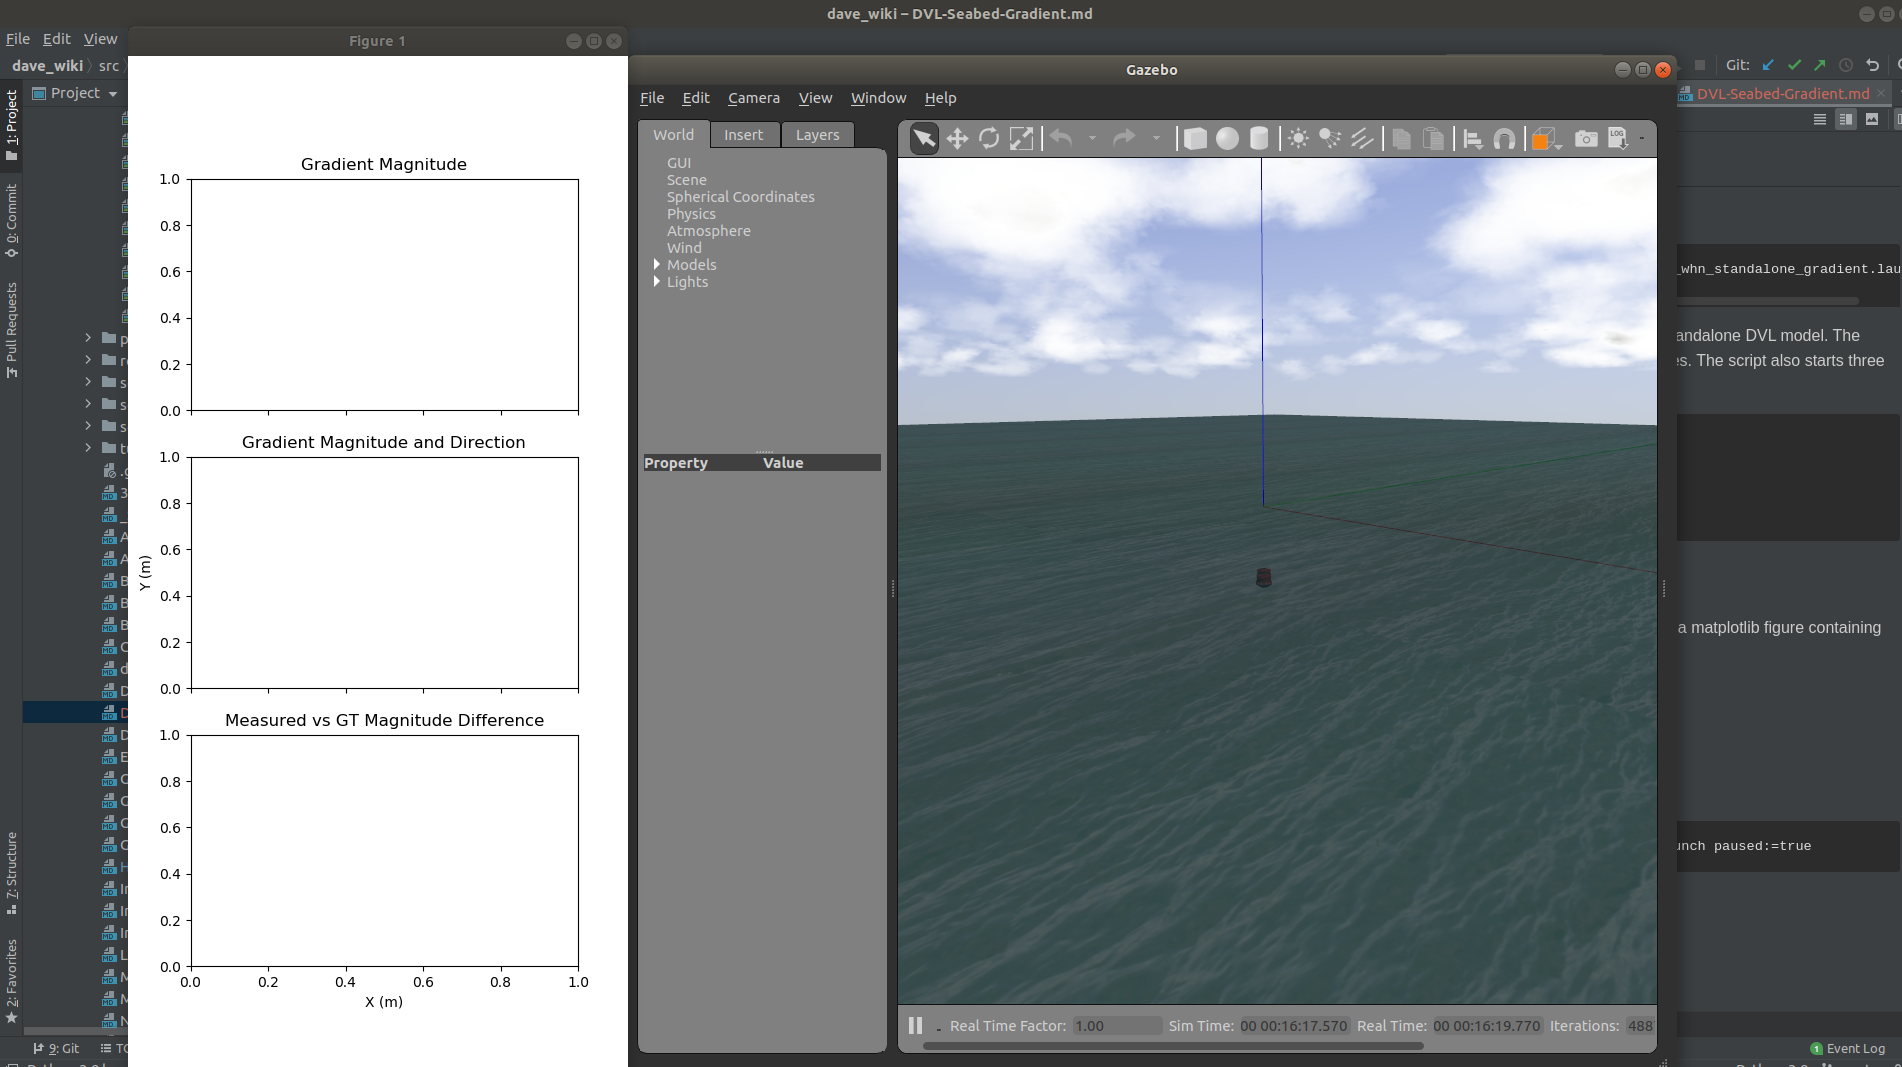 dave_wiki – DVL-Seabed-Gradient.md
File Edit View
dave_wiki src
Project
1: Project
0: Commit
Pull Requests
7: Structure
2: Favorites
9: Git
Figure 1
Gradient Magnitude
1.0
0.8
0.6
0.4
0.2
0.0
Gradient Magnitude and Direction
1.0
0.8
0.6
0.4
0.2
0.0
Y (m)
Measured vs GT Magnitude Difference
1.0
0.8
0.6
0.4
0.2
0.0
0.0 0.2 0.4 0.6 0.8 1.0
X (m)
Gazebo
File Edit Camera View Window Help
World Insert Layers
GUI
Scene
Spherical Coordinates
Physics
Atmosphere
Wind
Models
Lights
Property Value
LOG
Real Time Factor: 1.00 Sim Time: 00 00:16:17.570 Real Time: 00 00:16:19.770 Iterations: 488
Git:
DVL-Seabed-Gradient.md
_whn_standalone_gradient.lau
andalone DVL model. The
es. The script also starts three
a matplotlib figure containing
unch paused:=true
1 Event Log